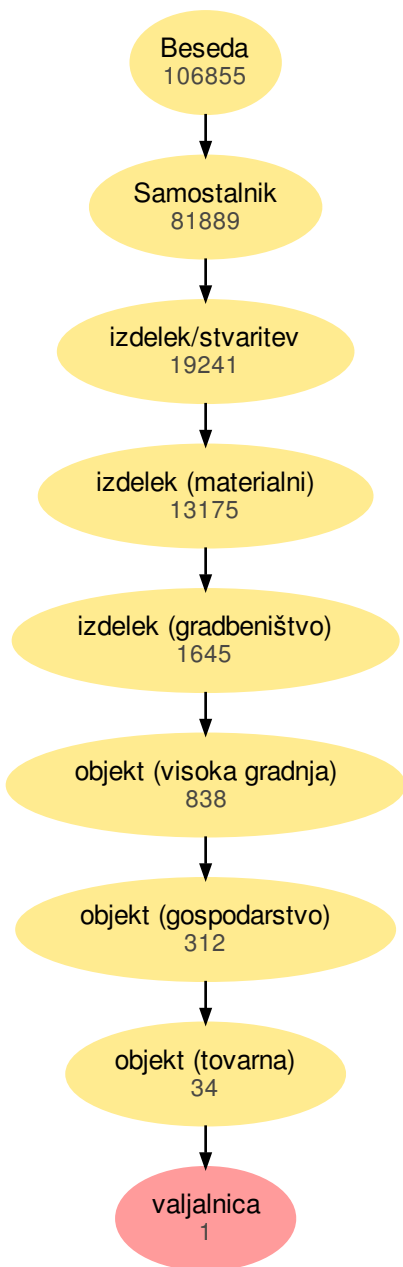 Beseda
106855
Samostalnik
81889
izdelek/stvaritev
19241
izdelek (materialni)
13175
izdelek (gradbeništvo)
1645
objekt (visoka gradnja)
838
objekt (gospodarstvo)
312
objekt (tovarna)
34
valjalnica
1